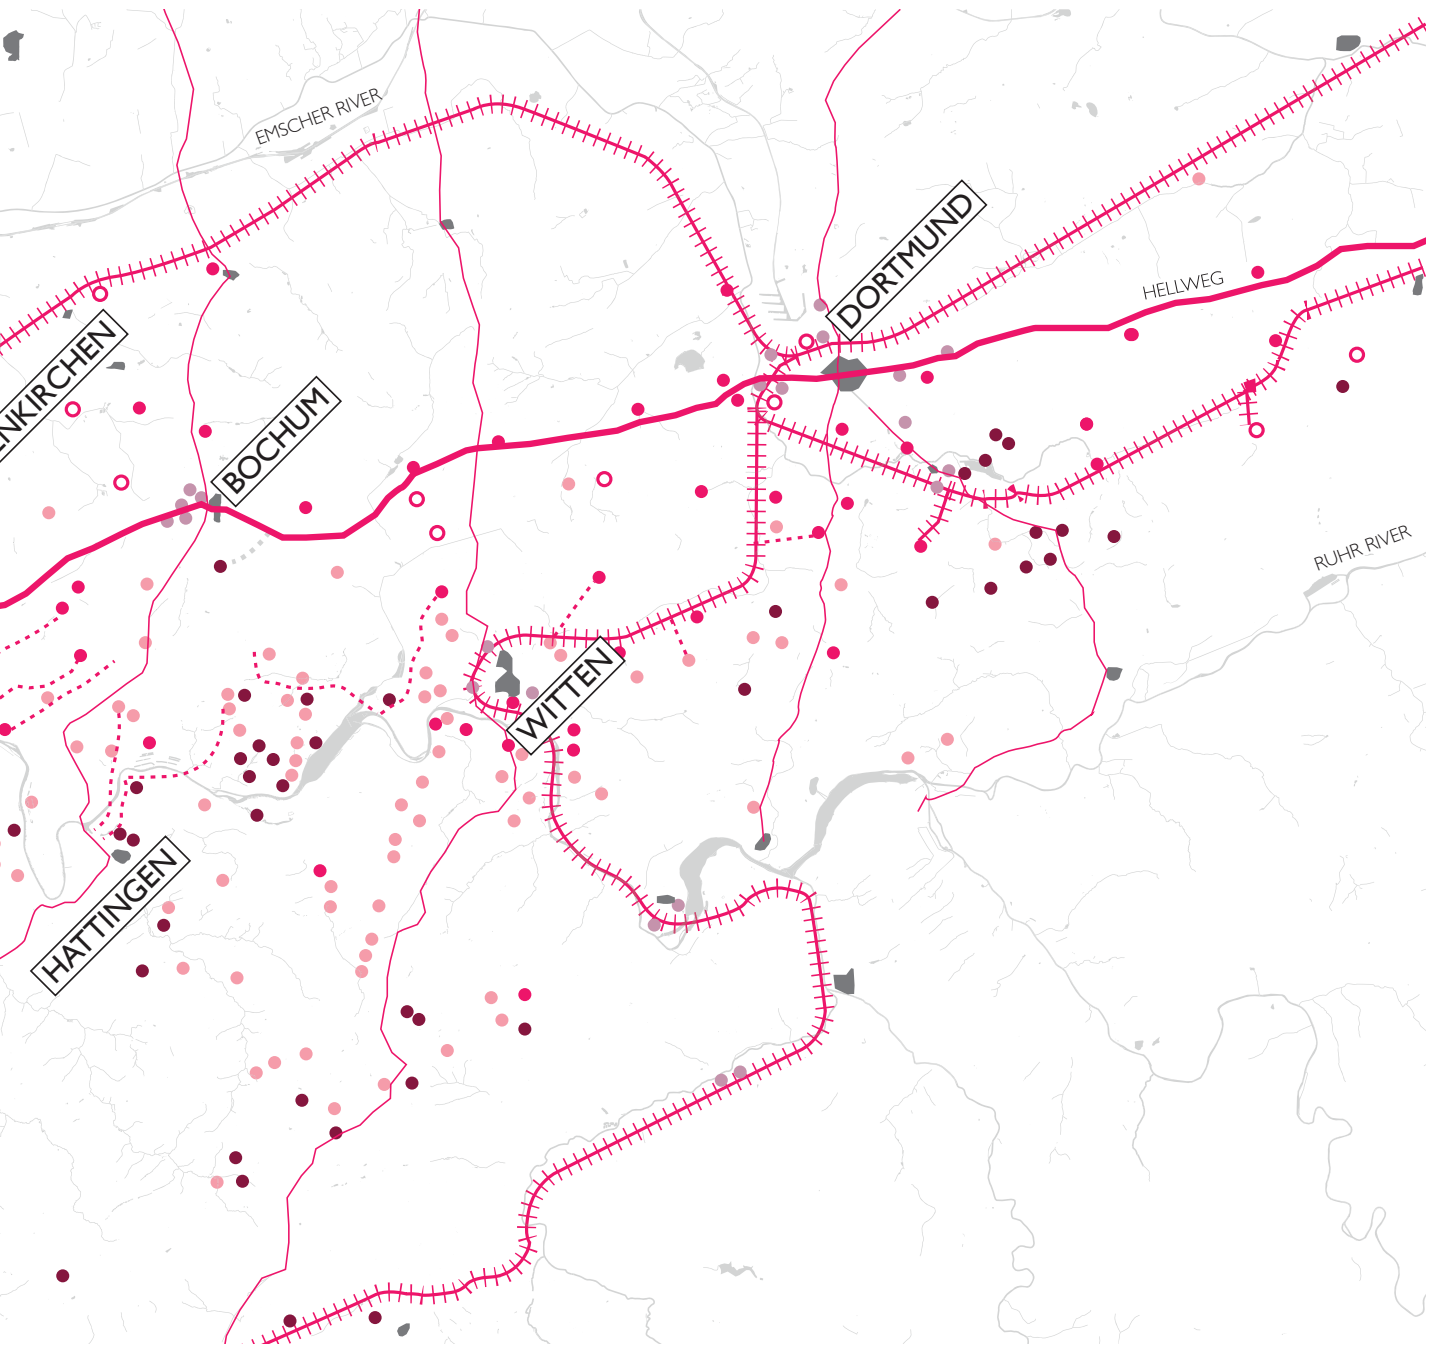 EMSCHER RIVER
DORTMUND
HELLWEG
BOCHUM
RUHR RIVER
WITTEN
HATTINGEN